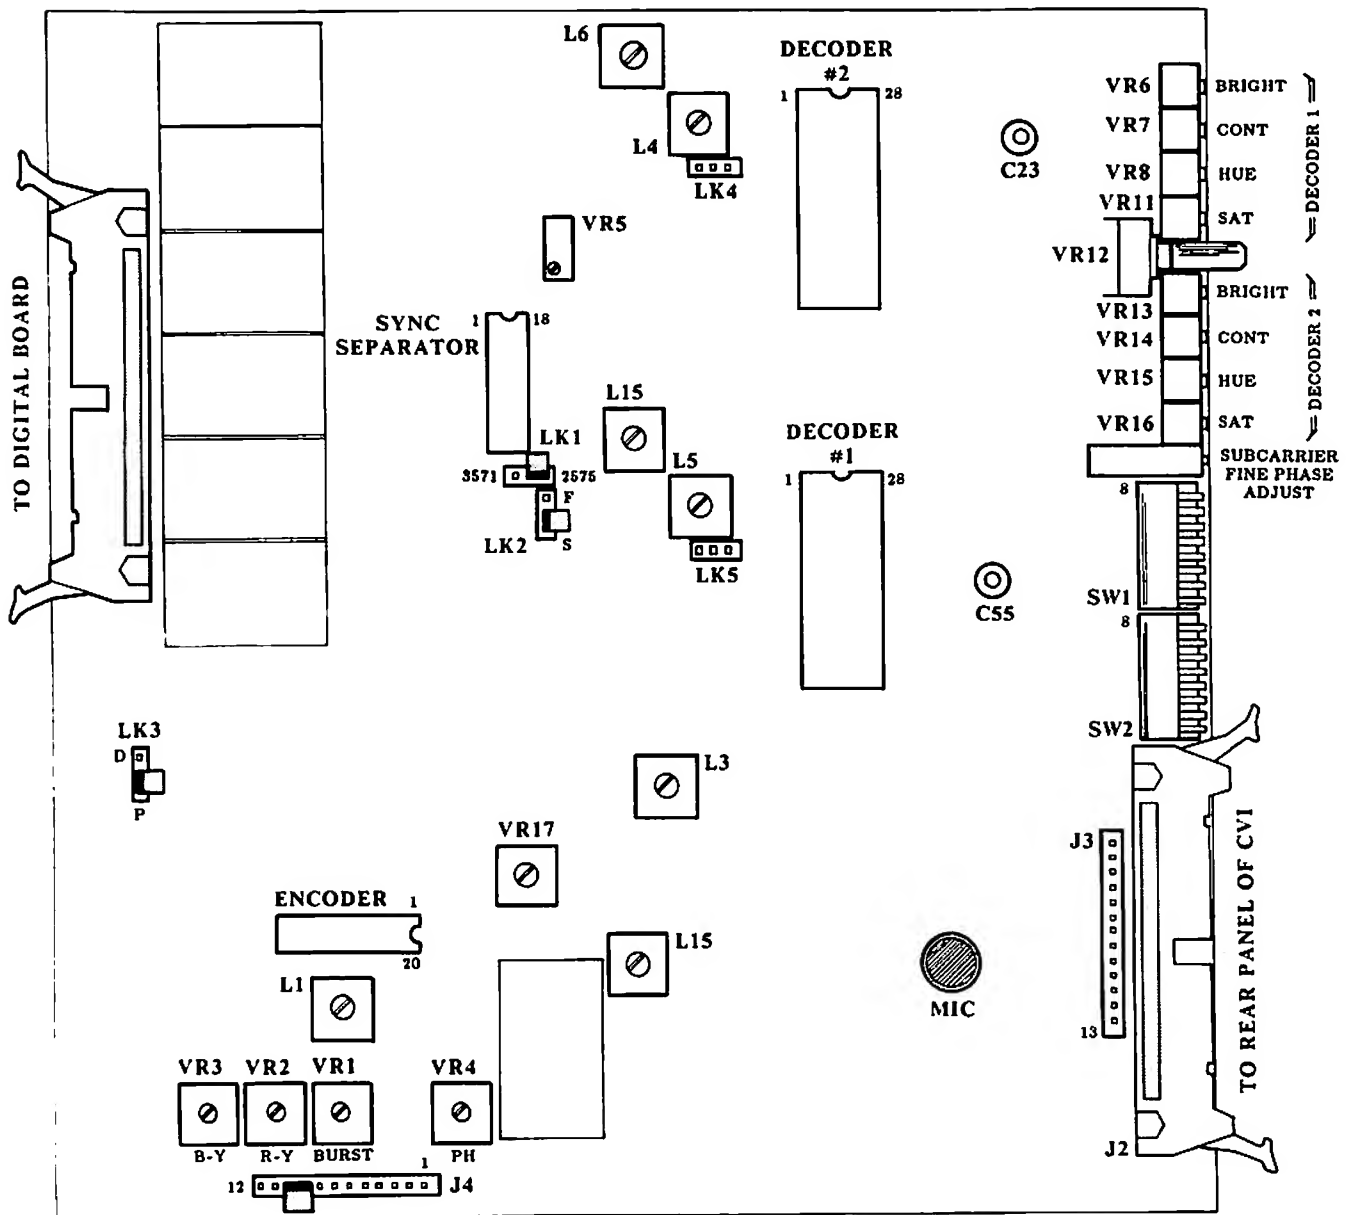 L6
DECODER
#2
1
28
L4
LK4
C23
VR6
BRIGHT
VR7
CONT
VR8
HUE
VR11
SAT
DECODER 1
VR12
VR5
TO DIGITAL BOARD
SYNC
SEPARATOR
1
18
BRIGHT
VR13
VR14
CONT
VR15
HUE
VR16
SAT
DECODER 2
SUBCARRIER
FINE PHASE
ADJUST
L15
LK1
3571
2575
F
LK2
S
L5
LK5
DECODER
#1
1
28
C55
8
SW1
8
SW2
LK3
D
P
L3
VR17
ENCODER
1
20
L15
L1
MIC
J3
13
TO REAR PANEL OF CVI
J2
VR3
VR2
VR1
VR4
B-Y
R-Y
BURST
PH
12
1
J4